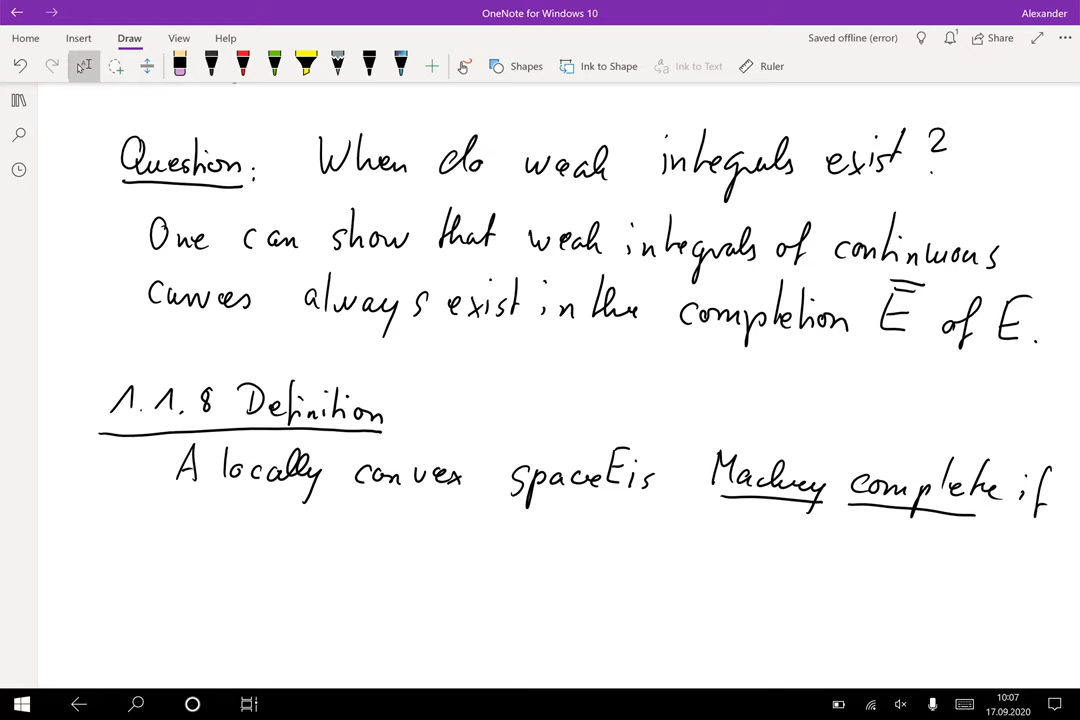 OneNote for Windows 10
Alexander
Home Insert Draw View Help
Saved offline (error)
Share
Shapes
Ink to Shape
Ink to Text
Ruler
Question: When do weak integrals exist?
One can show that weak integrals of continuous
curves always exist in the completion E̅ of E.
1.1.8 Definition
A locally convex space E is Mackey complete if
10:07
17.09.2020